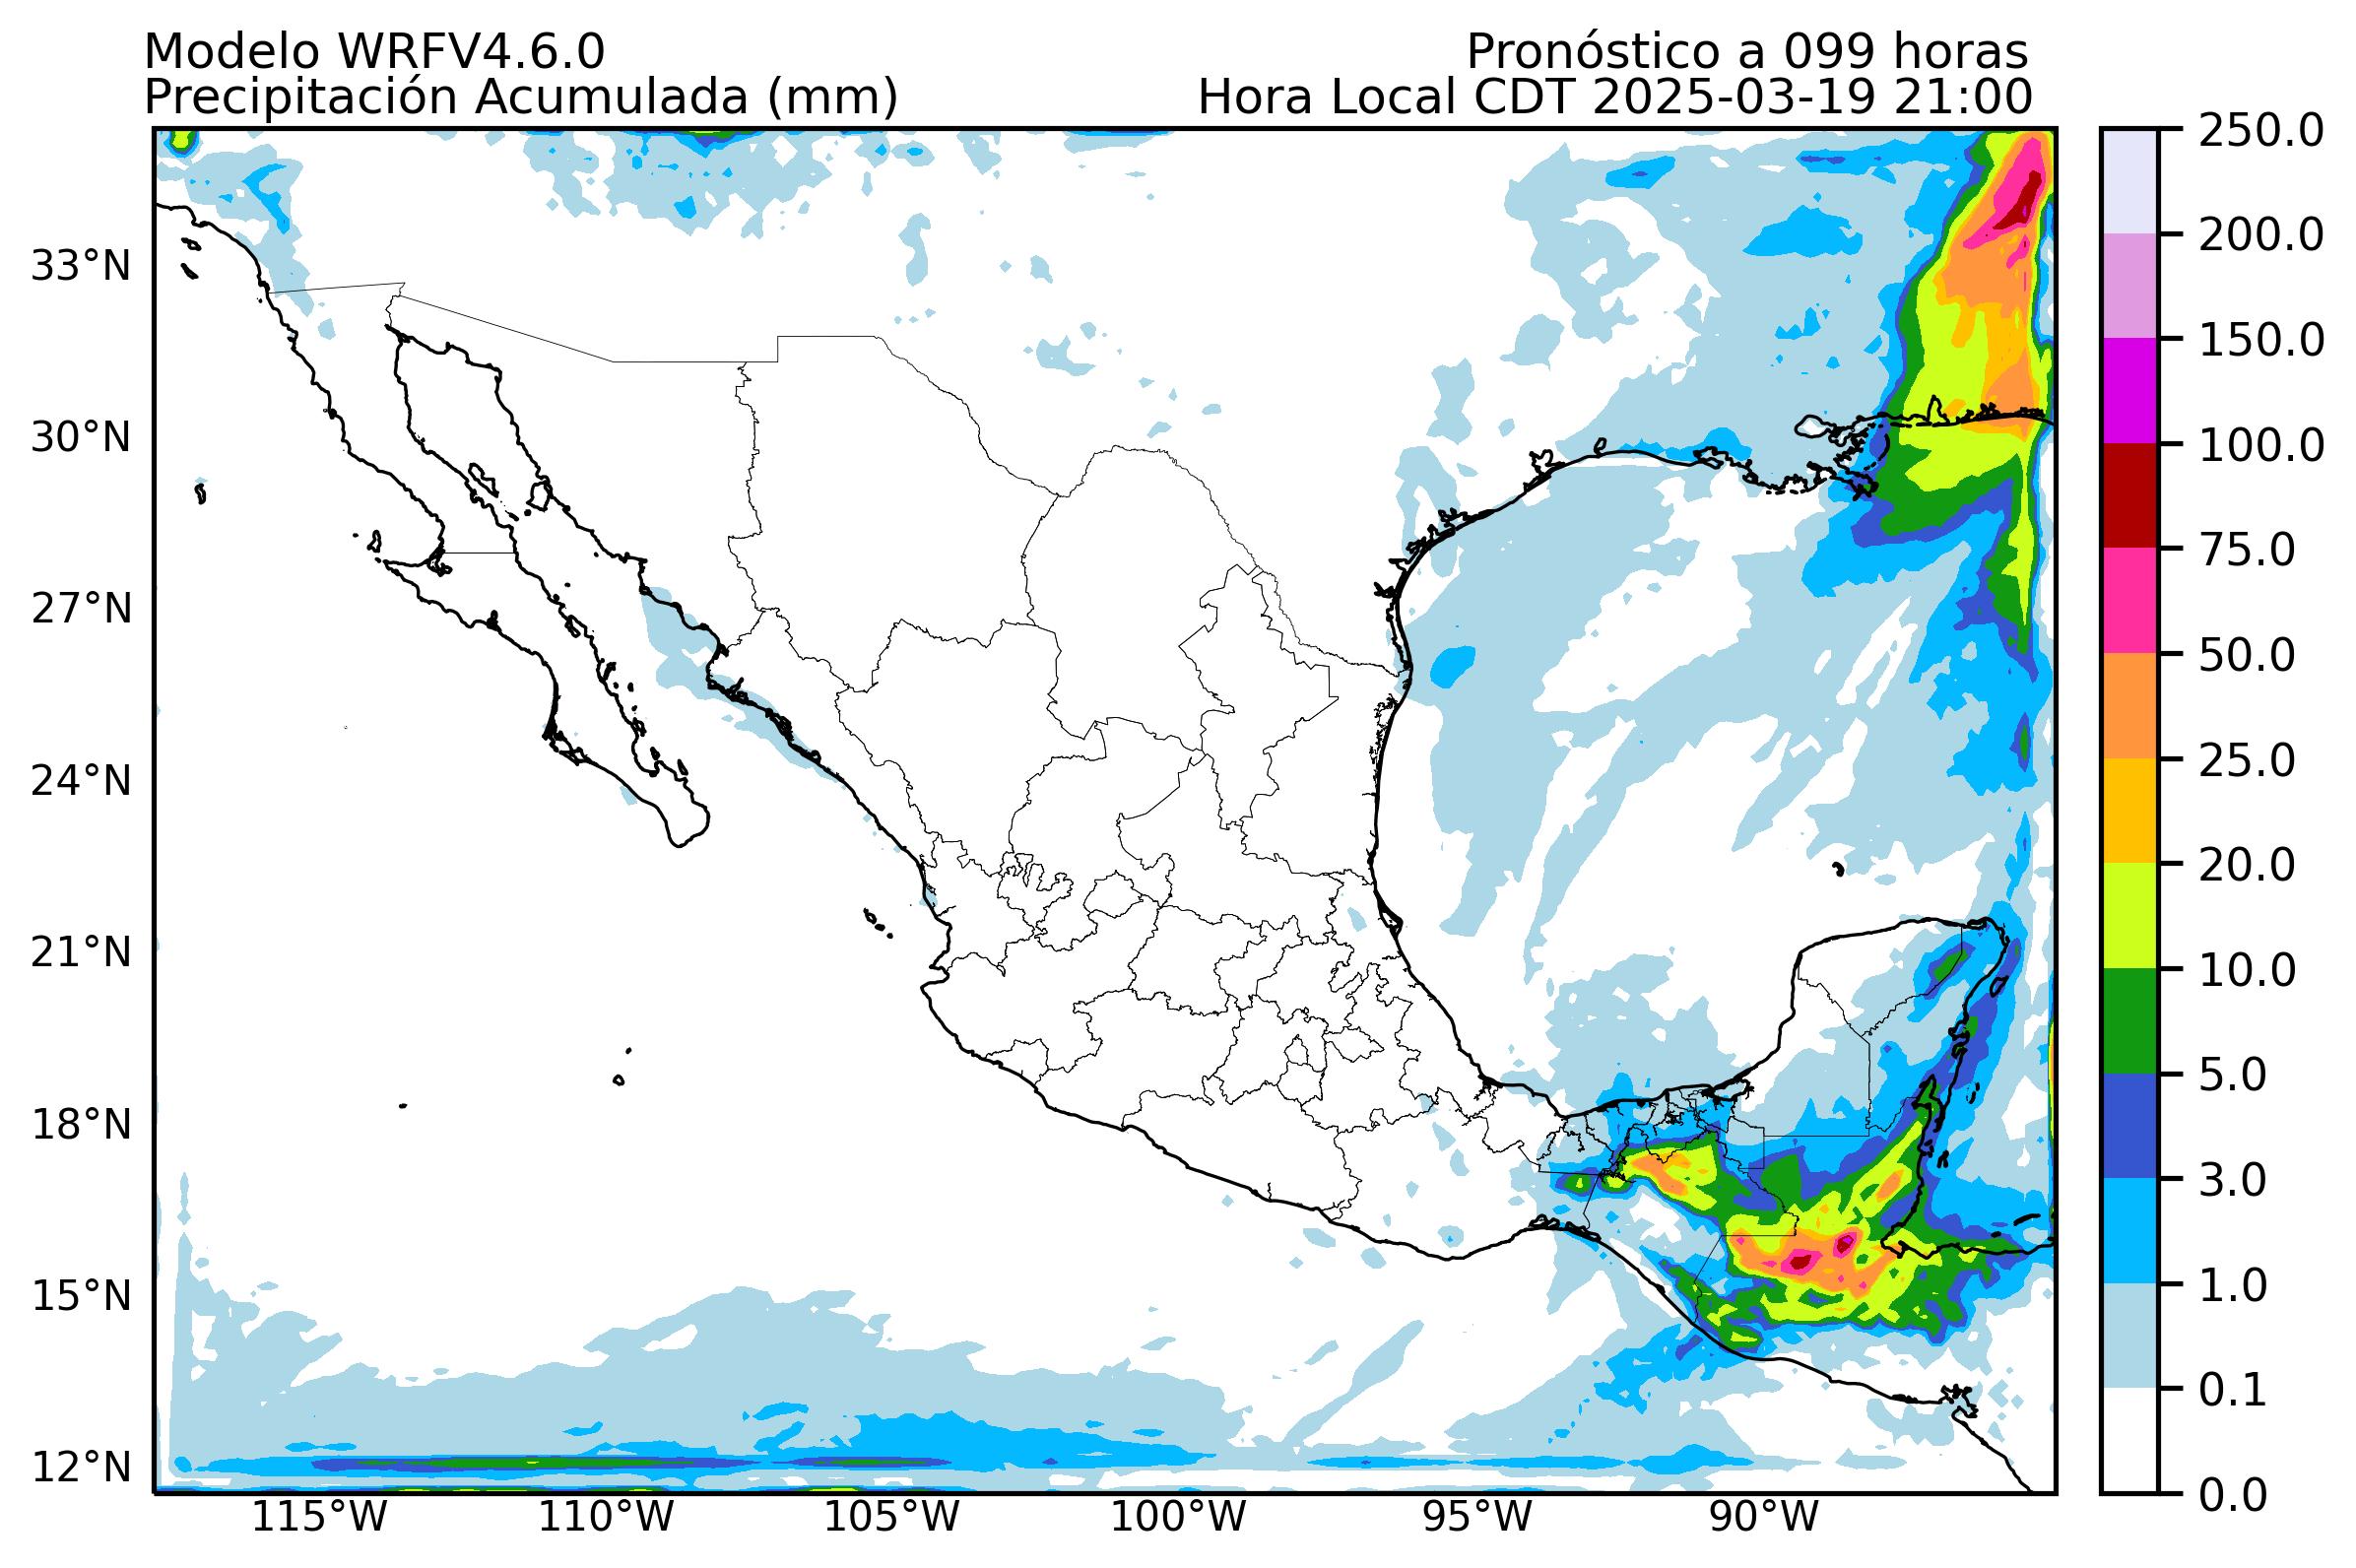 Modelo WRFV4.6.0
Pronóstico a 099 horas
Precipitación Acumulada (mm)
Hora Local CDT 2025-03-19 21:00
33°N
30°N
27°N
24°N
21°N
18°N
15°N
12°N
115°W
110°W
105°W
100°W
95°W
90°W
250.0
200.0
150.0
100.0
75.0
50.0
25.0
20.0
10.0
5.0
3.0
1.0
0.1
0.0